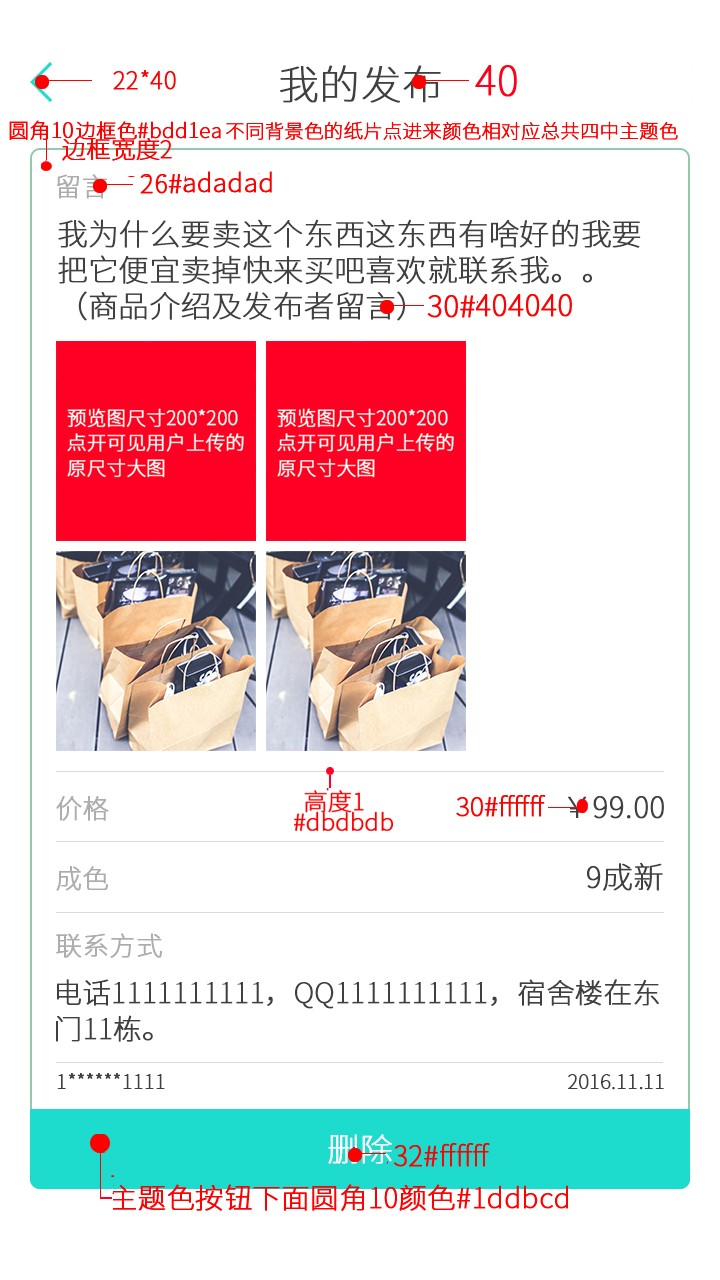 22*40
我的发布
40
圆角10边框色#bdd1ea 不同背景色的纸片点进来颜色相对应总共四中主题色
边框宽度2
留言
26#adadad
我为什么要卖这个东西这东西有啥好的我要
把它便宜卖掉快来买吧喜欢就联系我。。
（商品介绍及发布者留言）
30#404040
预览图尺寸200*200
点开可见用户上传的
原尺寸大图
预览图尺寸200*200
点开可见用户上传的
原尺寸大图
高度1
#dbdbdb
价格
30#ffffff
￥99.00
成色
9成新
联系方式
电话1111111111，QQ1111111111，宿舍楼在东
门11栋。
1******1111
2016.11.11
删除
32#ffffff
主题色按钮下面圆角10颜色#1ddbcd